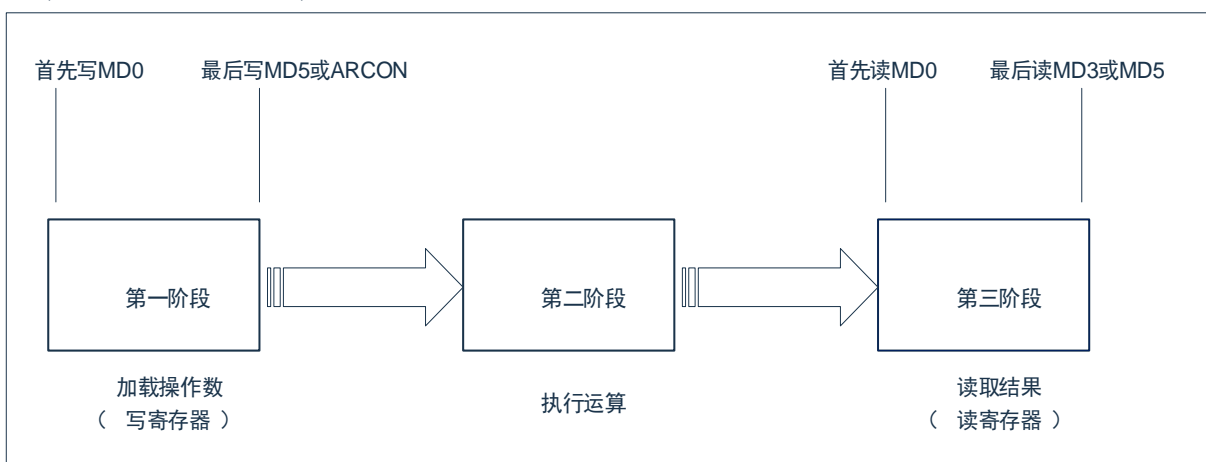 首先写MD0
最后写MD5或ARCON
首先读MD0
最后读MD3或MD5
第一阶段
第二阶段
第三阶段
加载操作数
（ 写寄存器 ）
执行运算
读取结果
（ 读寄存器 ）